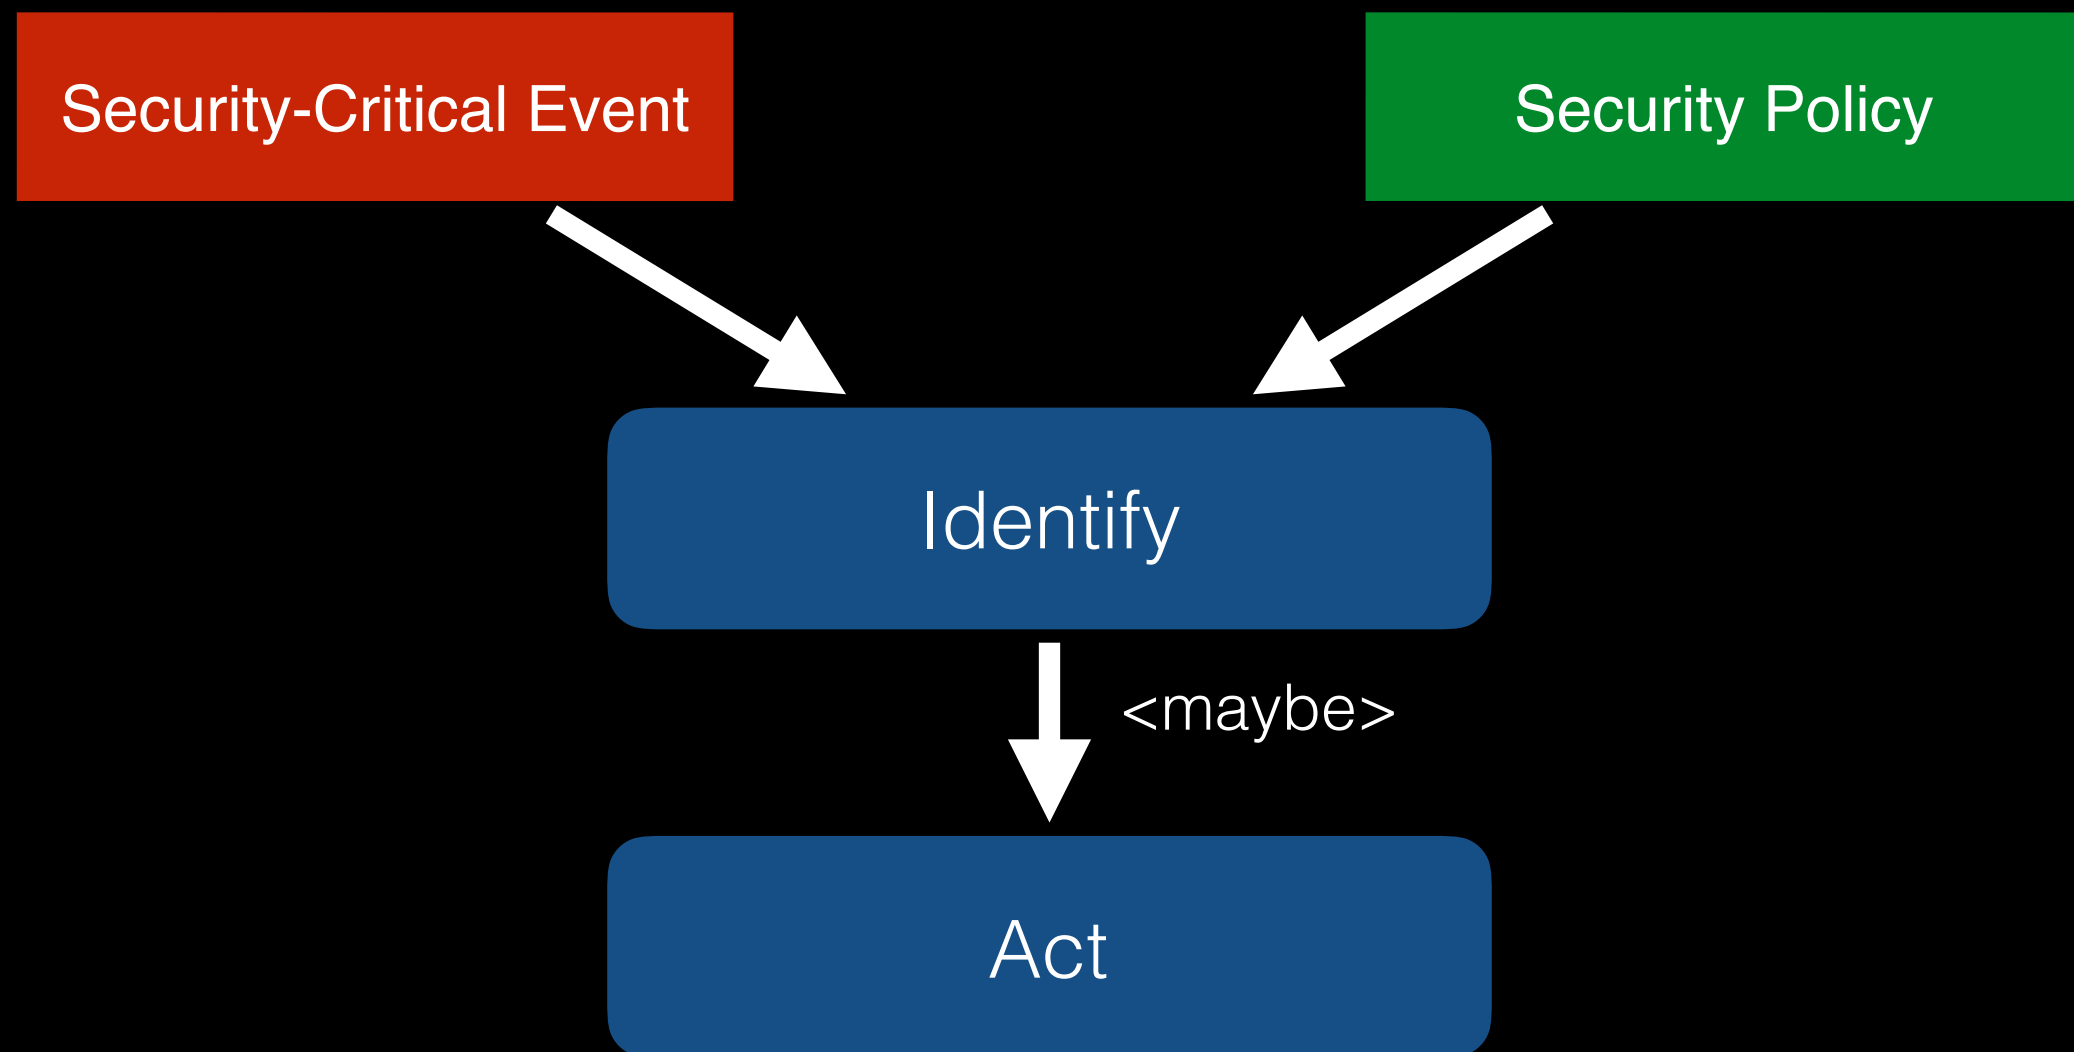 Security-Critical Event
Security Policy
Identify
<maybe>
Act